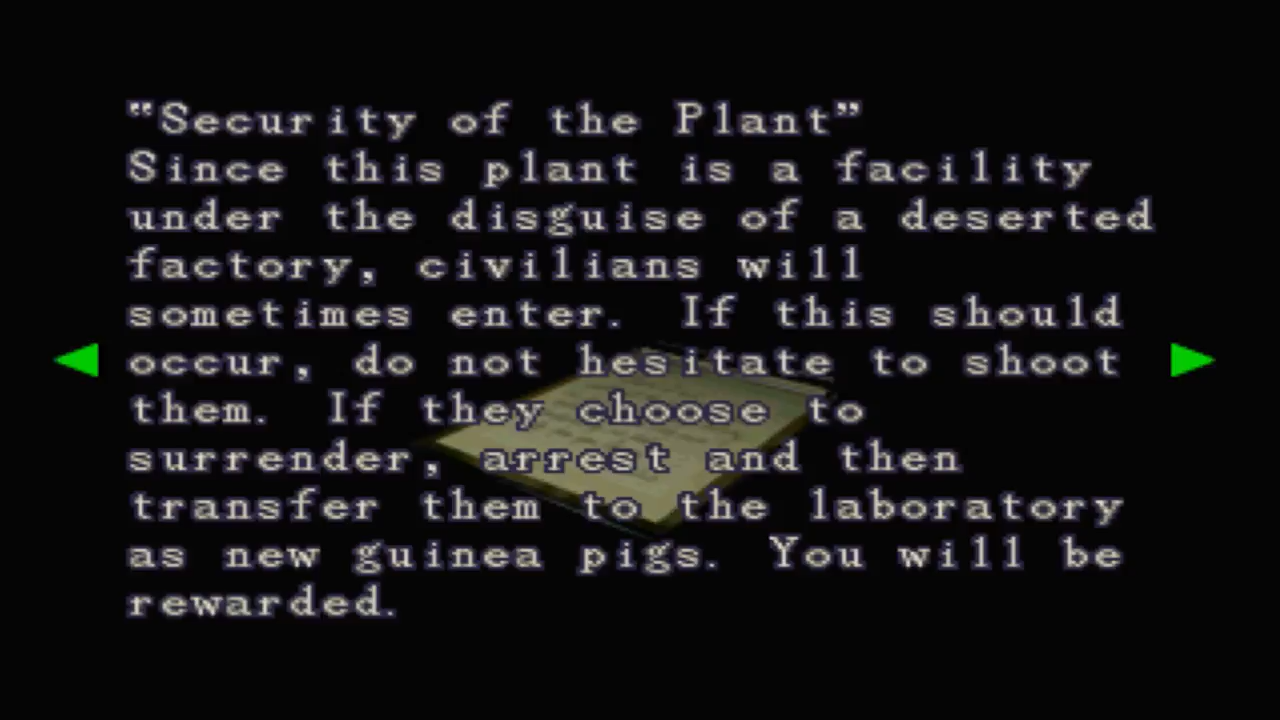 "Security of the Plant"
Since this plant is a facility
under the disguise of a deserted
factory, civilians will
sometimes enter.  If this should
occur, do not hesitate to shoot
them.  If they choose to
surrender, arrest and then
transfer them to the laboratory
as new guinea pigs.  You will be
rewarded.